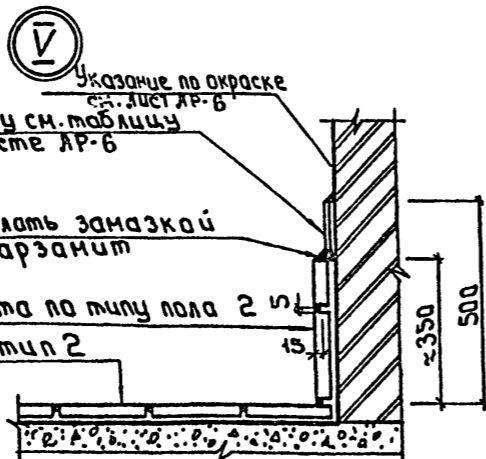 V
Указание по окраске
см. лист АР-6
у см. таблицу
сте АР-6
лать замазкой
арзамит
та по типу пола 2
тип 2
5
15
≈350
500